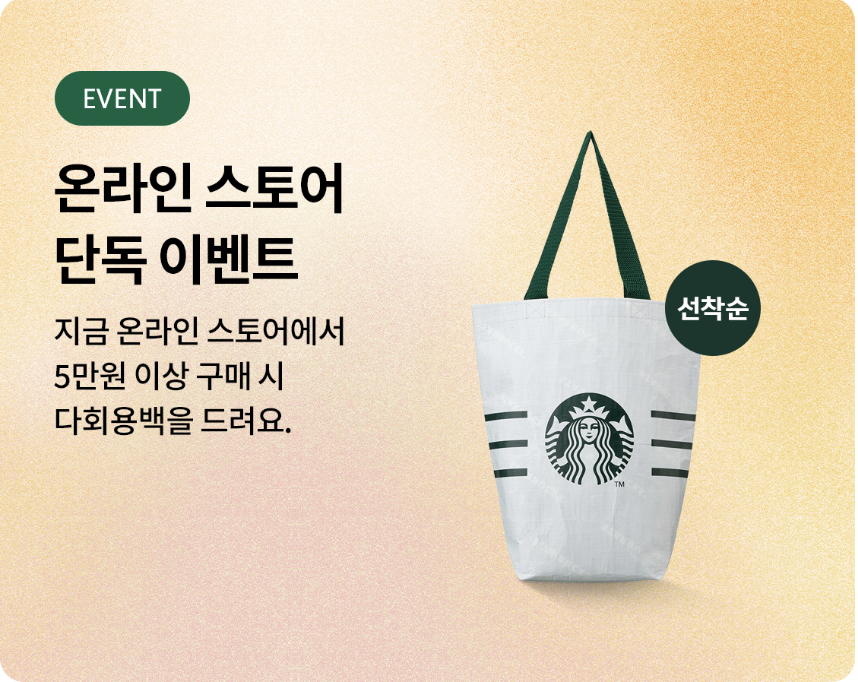 EVENT
온라인 스토어
단독 이벤트
지금 온라인 스토어에서
5만원 이상 구매 시
다회용백을 드려요.
선착순
TM